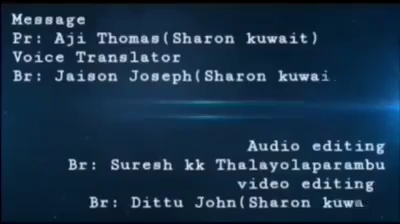 Message
Pr: Aji Thomas(Sharon kuwait)
Voice Translator
Br: Jaison Joseph(Sharon kuwai
Audio editing
Br: Suresh kk Thalayolaparambu
video editing
Br: Dittu John(Sharon kuwa